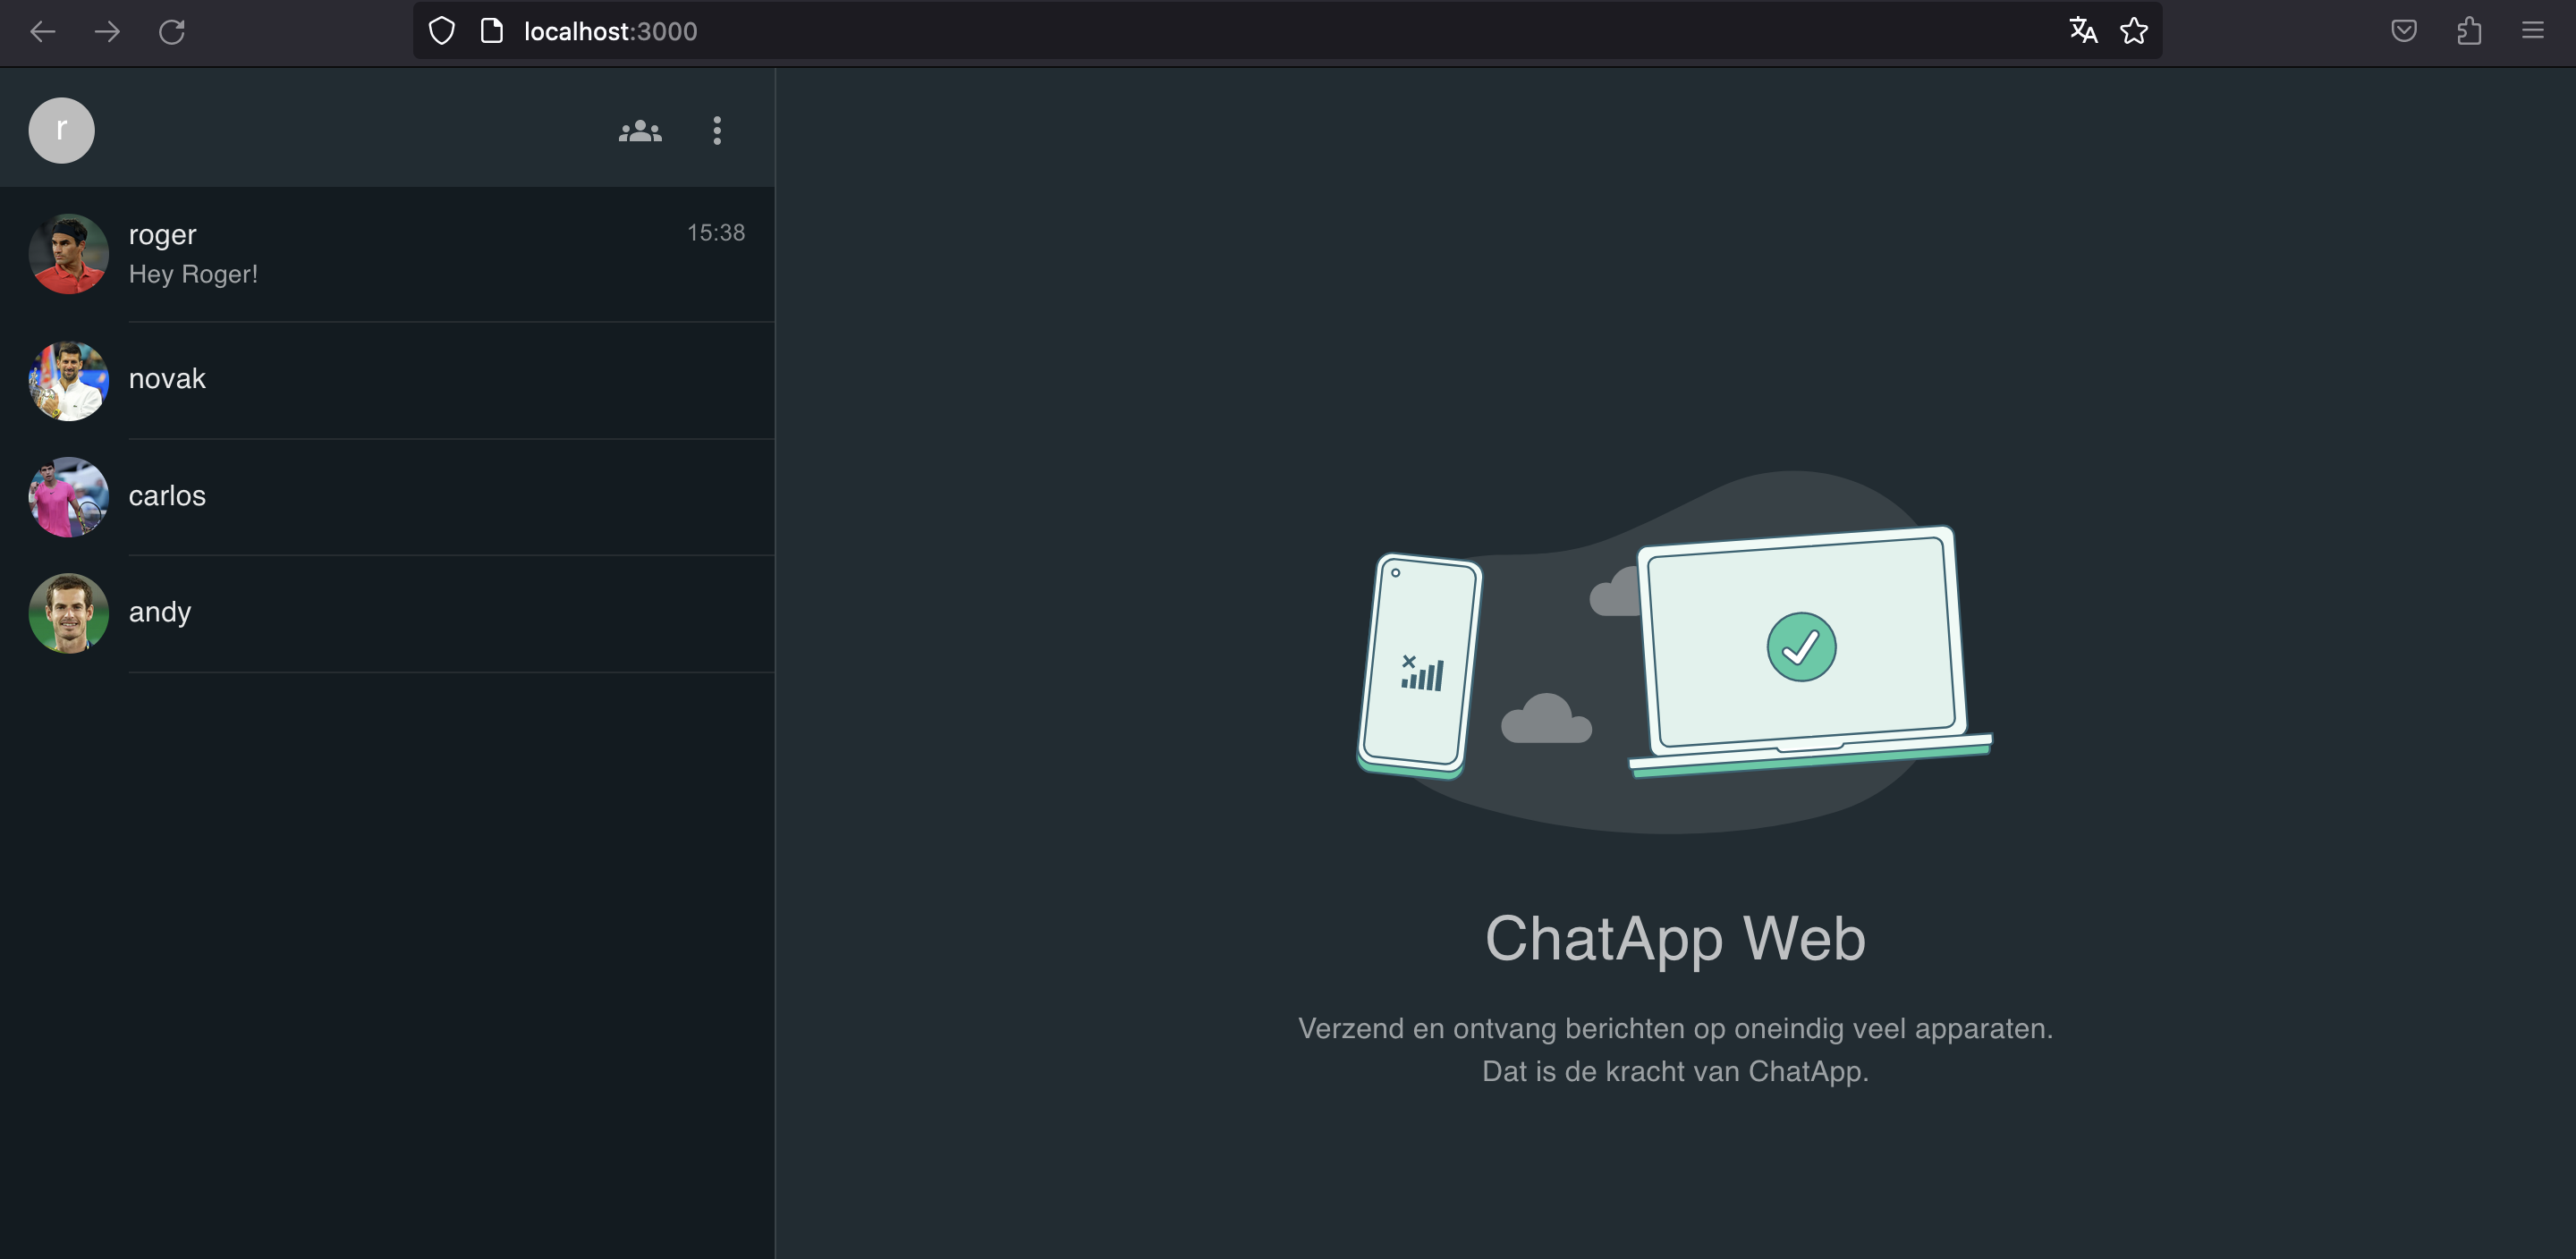 localhost:3000
r
roger
15:38
Hey Roger!
novak
carlos
andy
ChatApp Web
Verzend en ontvang berichten op oneindig veel apparaten.
Dat is de kracht van ChatApp.